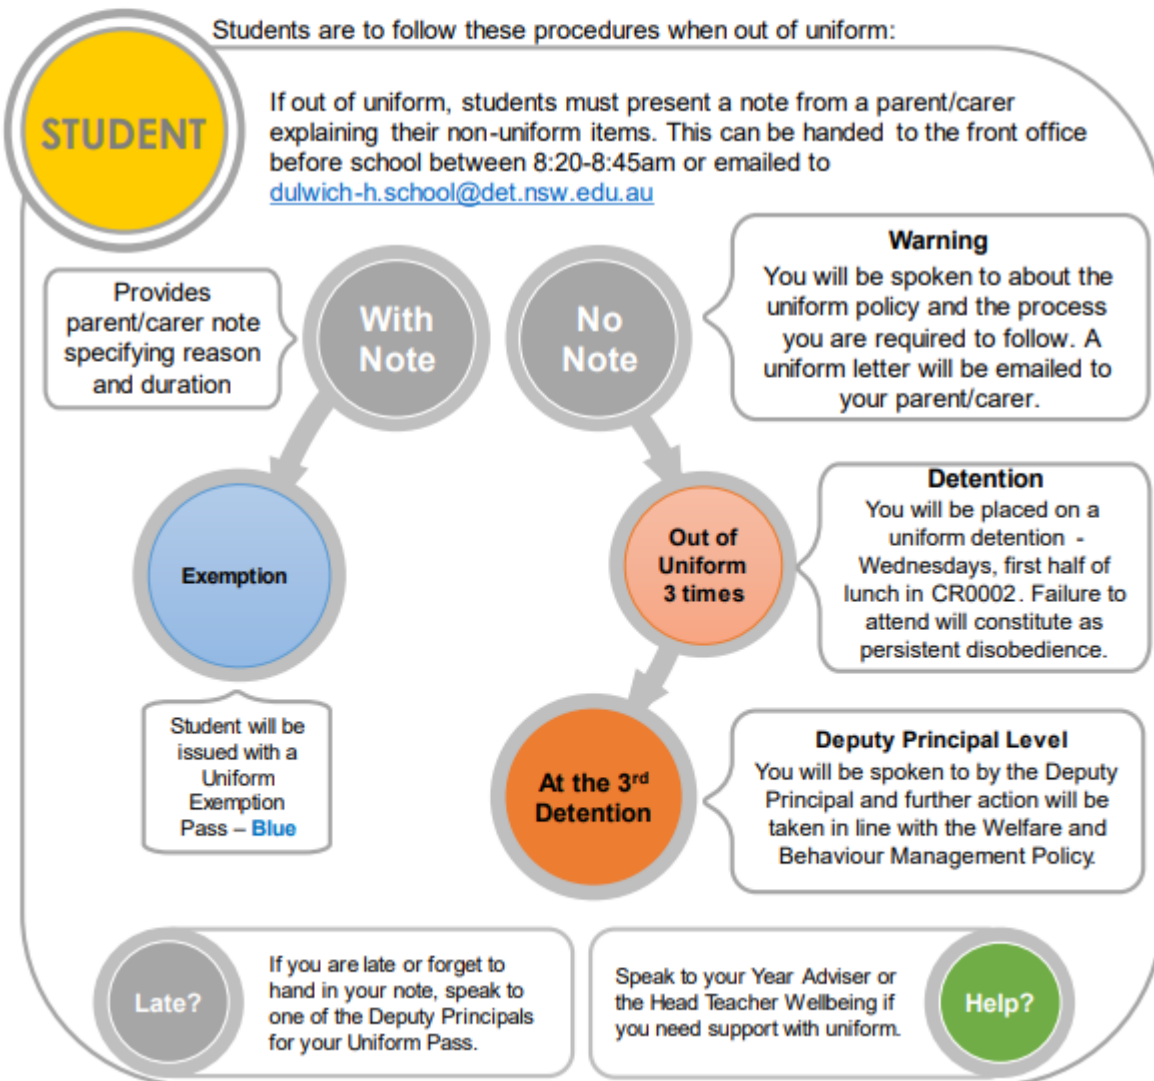 Students are to follow these procedures when out of uniform:
STUDENT
If out of uniform, students must present a note from a parent/carer
explaining their non-uniform items. This can be handed to the front office
before school between 8:20-8:45am or emailed to
dulwich-h.school@det.nsw.edu.au
Provides
parent/carer note
specifying reason
and duration
With
Note
No
Note
Warning
You will be spoken to about the
uniform policy and the process
you are required to follow. A
uniform letter will be emailed to
your parent/carer.
Exemption
Out of
Uniform
3 times
Detention
You will be placed on a
uniform detention -
Wednesdays, first half of
lunch in CR0002. Failure to
attend will constitute as
persistent disobedience.
Student will be
issued with a
Uniform
Exemption
Pass – Blue
At the 3rd
Detention
Deputy Principal Level
You will be spoken to by the Deputy
Principal and further action will be
taken in line with the Welfare and
Behaviour Management Policy.
Late?
If you are late or forget to
hand in your note, speak to
one of the Deputy Principals
for your Uniform Pass.
Speak to your Year Adviser or
the Head Teacher Wellbeing if
you need support with uniform.
Help?